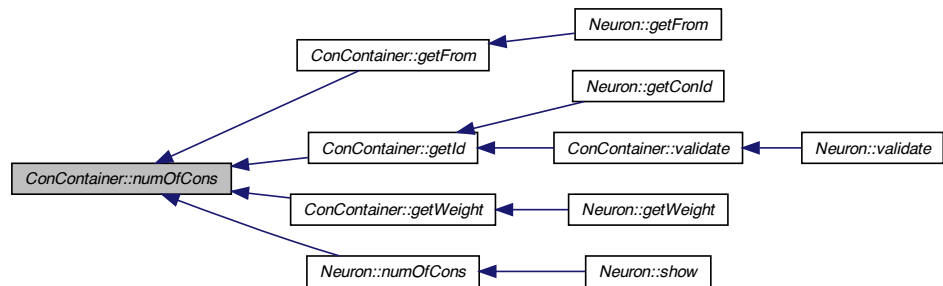 Neuron::getFrom
ConContainer::getFrom
Neuron::getConId
ConContainer::getId
ConContainer::validate
Neuron::validate
ConContainer::numOfCons
ConContainer::getWeight
Neuron::getWeight
Neuron::numOfCons
Neuron::show